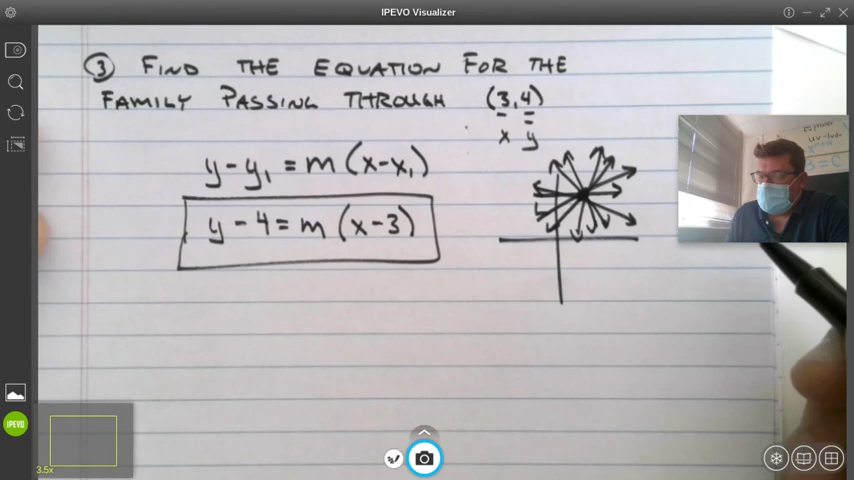 IPEVO Visualizer
③ FIND THE EQUATION FOR THE
FAMILY PASSING THROUGH (3,4)
x y
y-y₁ = m(x-x₁)
y-4 = m(x-3)
IPEVO
3.5x